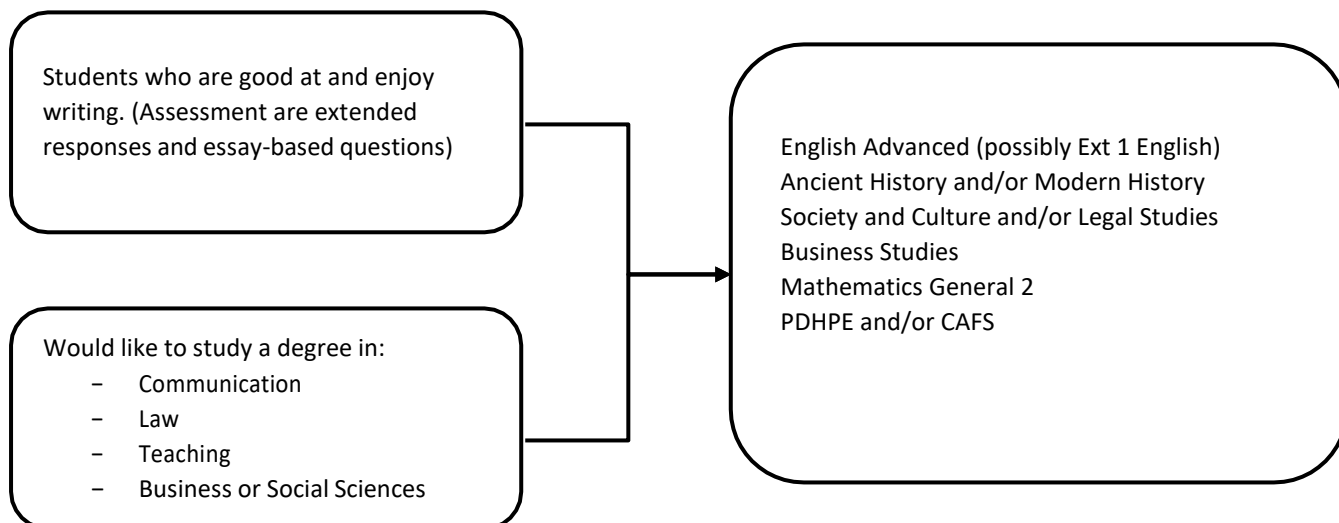 Students who are good at and enjoy
writing. (Assessment are extended
responses and essay-based questions)
Would like to study a degree in:
− Communication
− Law
− Teaching
− Business or Social Sciences
English Advanced (possibly Ext 1 English)
Ancient History and/or Modern History
Society and Culture and/or Legal Studies
Business Studies
Mathematics General 2
PDHPE and/or CAFS